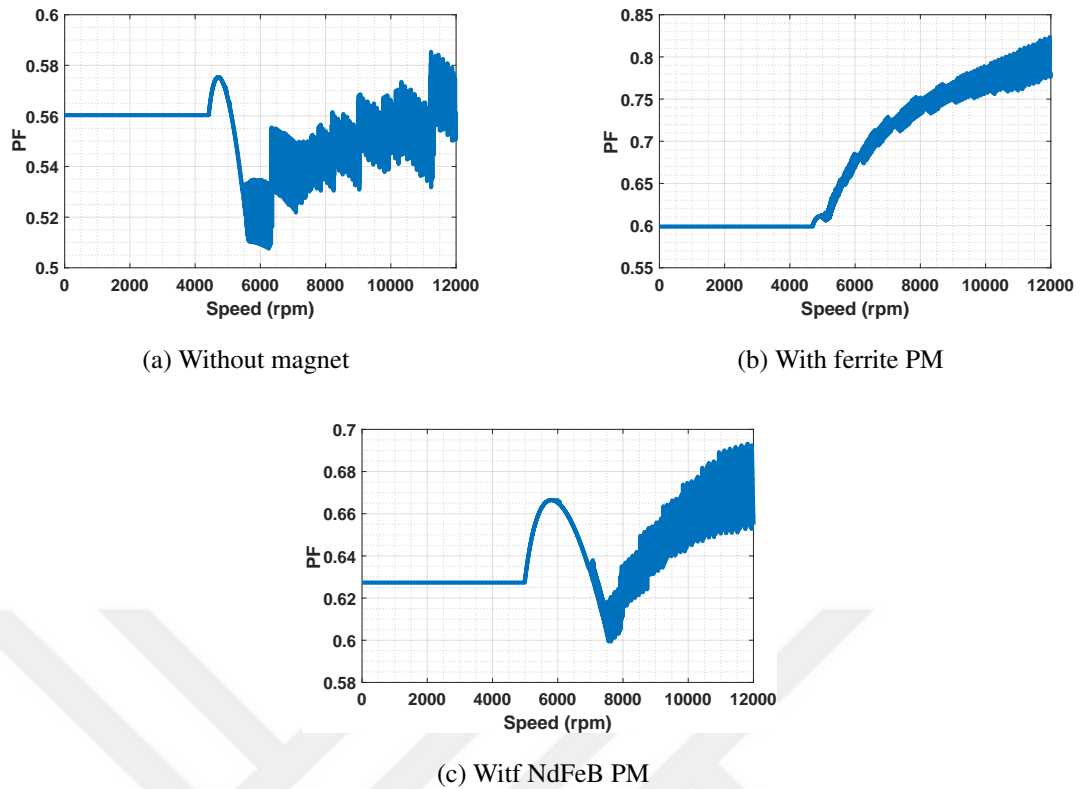 0.6
0.58
0.56
0.54
0.52
0.5
PF
0 2000 4000 6000 8000 10000 12000
Speed (rpm)
(a) Without magnet
0.85
0.8
0.75
0.7
0.65
0.6
0.55
PF
0 2000 4000 6000 8000 10000 12000
Speed (rpm)
(b) With ferrite PM
0.7
0.68
0.66
0.64
0.62
0.6
0.58
PF
0 2000 4000 6000 8000 10000 12000
Speed (rpm)
(c) Witf NdFeB PM